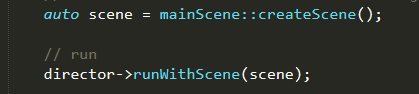 auto scene = mainScene::createScene();
// run
director->runWithScene(scene);